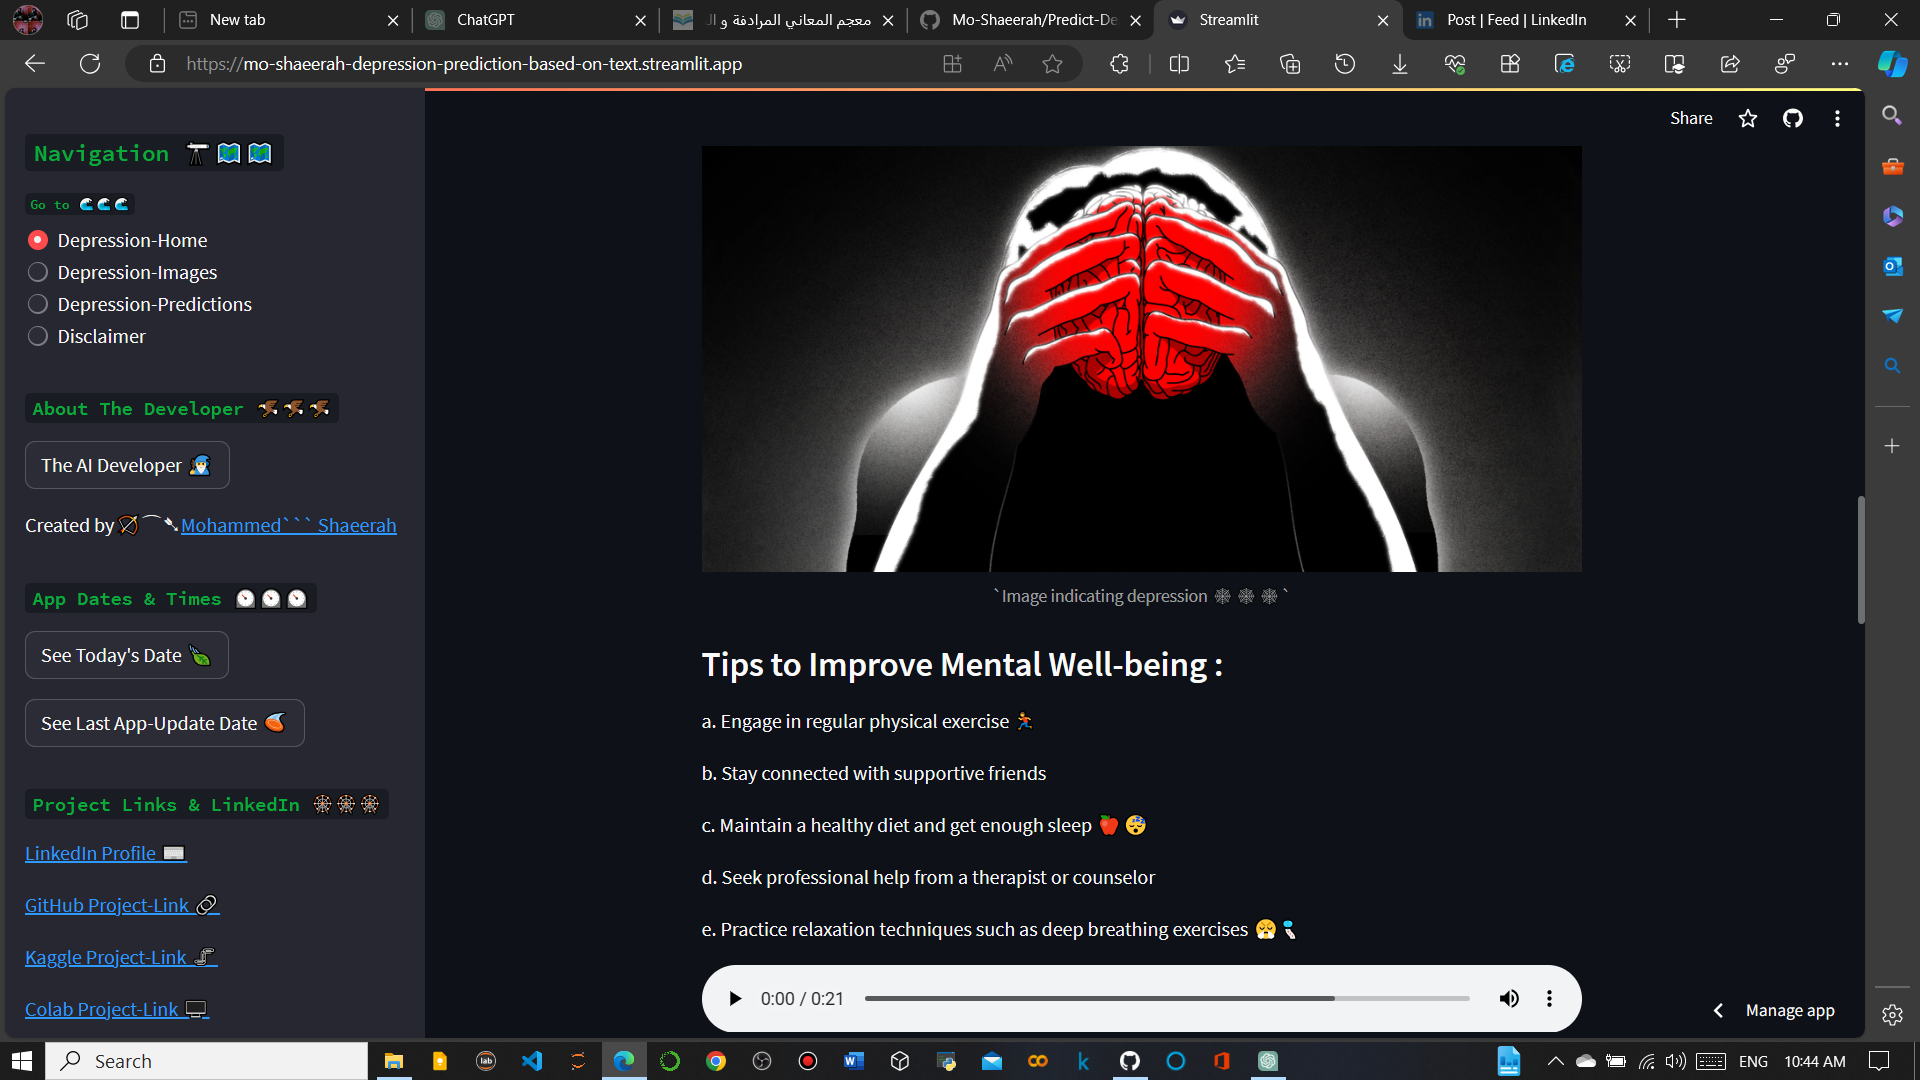 New tab
ChatGPT
معجم المعاني المرادفة و ال
Mo-Shaeerah/Predict-De
Streamlit
Post | Feed | LinkedIn
https://mo-shaeerah-depression-prediction-based-on-text.streamlit.app
Share
Navigation
Go to
Depression-Home
Depression-Images
Depression-Predictions
Disclaimer
About The Developer
The AI Developer
Created by Mohammed``` Shaeerah
App Dates & Times
See Today's Date
See Last App-Update Date
Project Links & LinkedIn
LinkedIn Profile
GitHub Project-Link
Kaggle Project-Link
Colab Project-Link
`Image indicating depression 🕸 🕸 🕸 `
Tips to Improve Mental Well-being :
a. Engage in regular physical exercise
b. Stay connected with supportive friends
c. Maintain a healthy diet and get enough sleep
d. Seek professional help from a therapist or counselor
e. Practice relaxation techniques such as deep breathing exercises
0:00 / 0:21
Manage app
Search
lab
ENG
10:44 AM